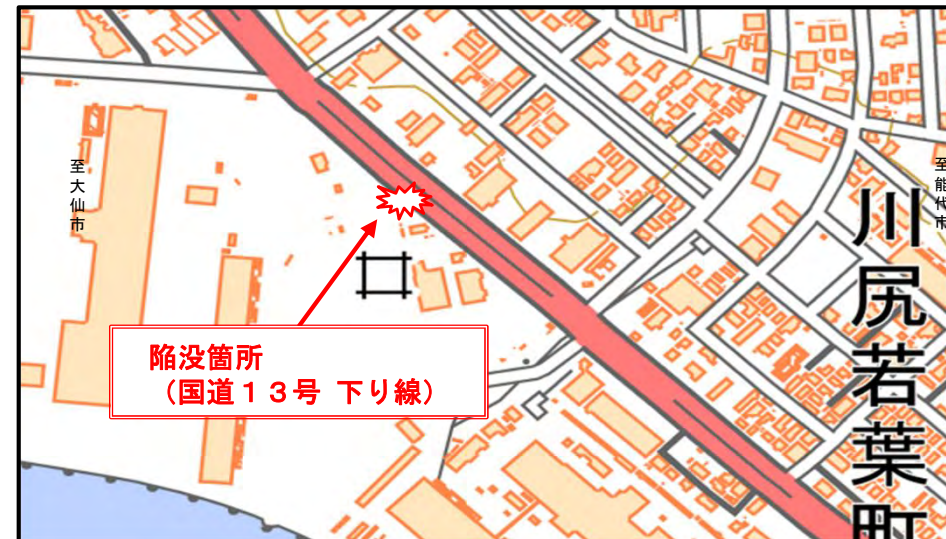 至大仙市
至能代市
川尻若葉町
陥没箇所
（国道１３号 下り線）